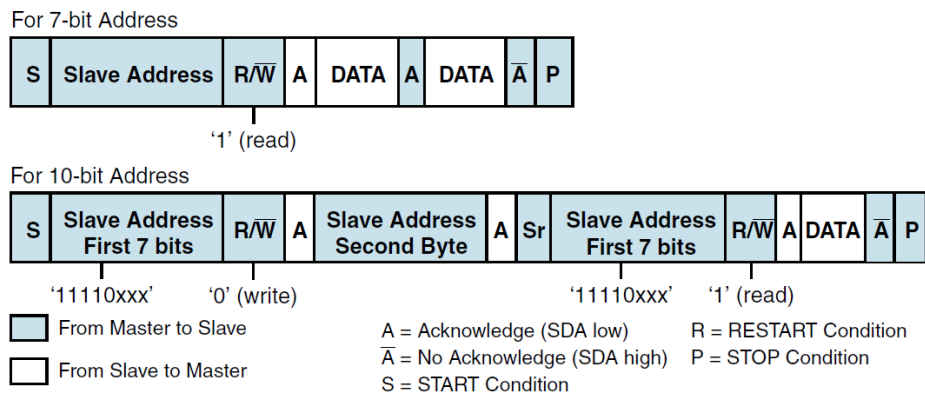 For 7-bit Address
S Slave Address R/W̅ A DATA A DATA A̅ P
‘1’ (read)
For 10-bit Address
S Slave Address First 7 bits R/W̅ A Slave Address Second Byte A Sr Slave Address First 7 bits R/W̅ A DATA A̅ P
‘11110xxx’ ‘0’ (write) ‘11110xxx’ ‘1’ (read)
From Master to Slave
From Slave to Master
A = Acknowledge (SDA low)
A̅ = No Acknowledge (SDA high)
S = START Condition
R = RESTART Condition
P = STOP Condition